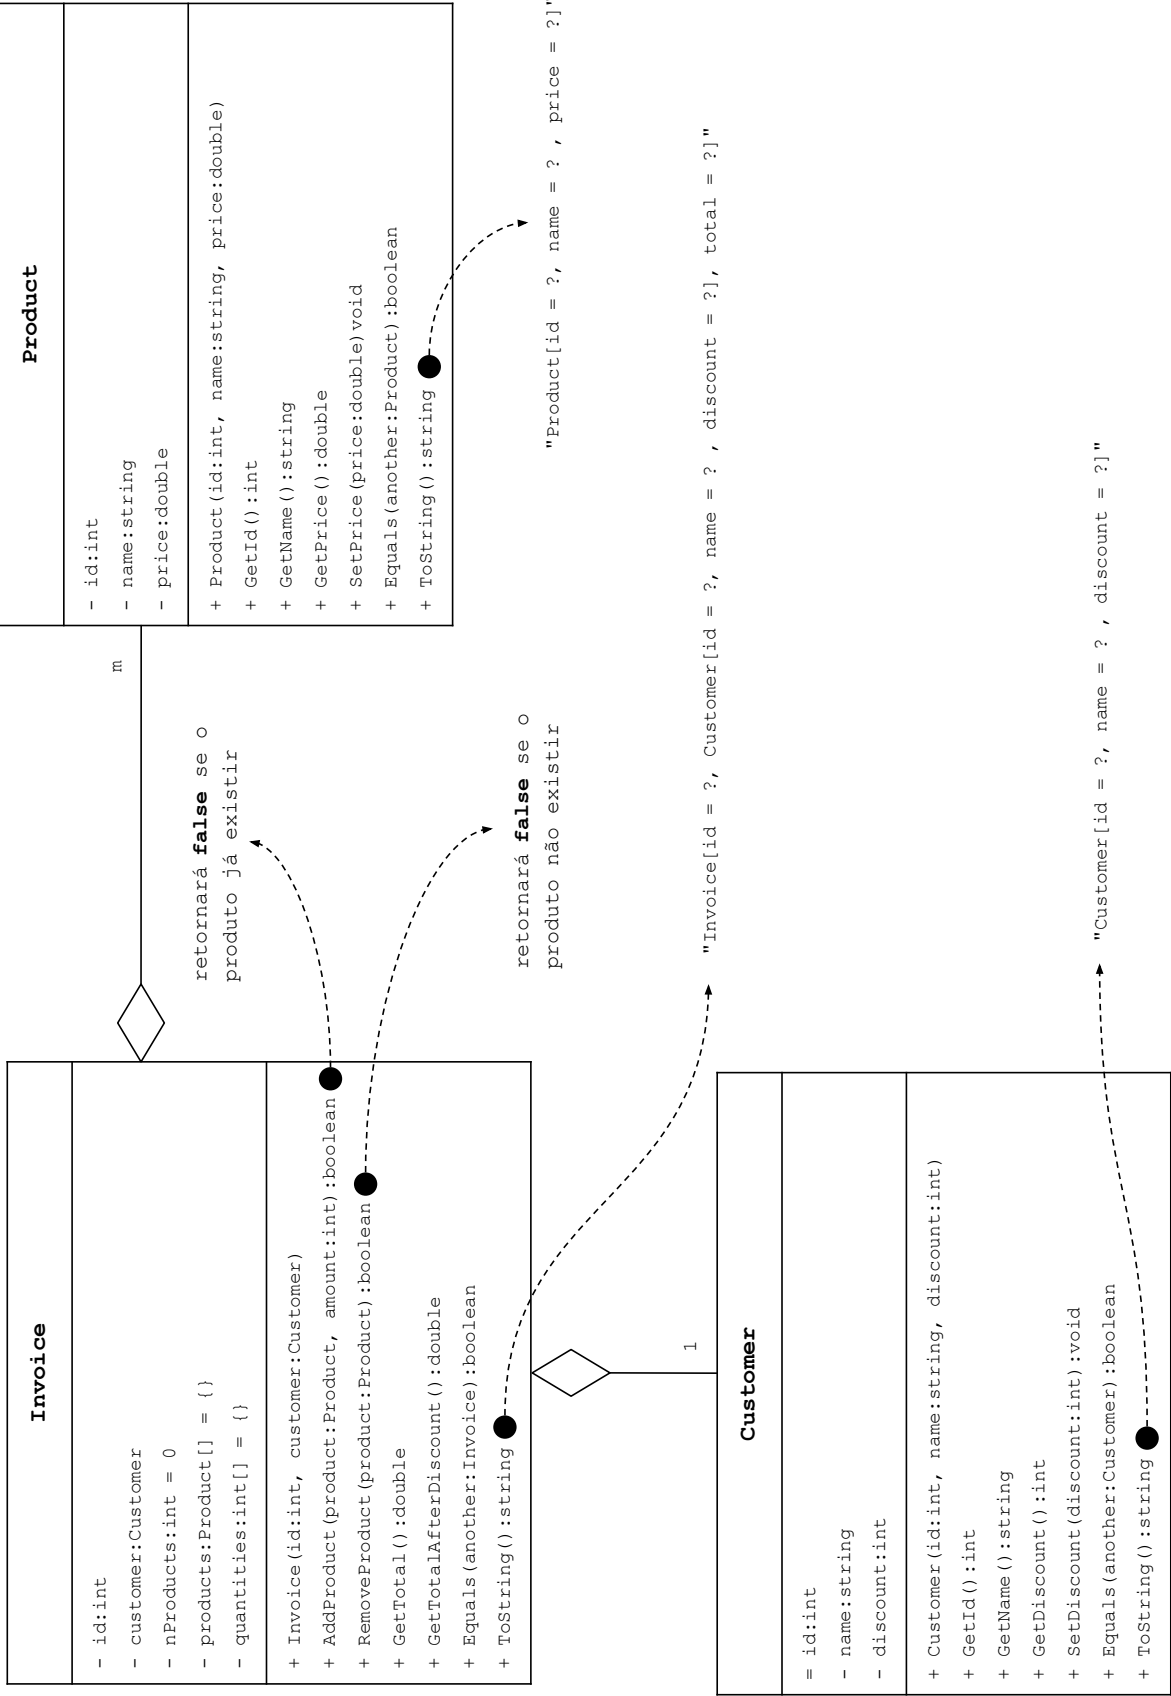 Invoice
- id:int
- customer:Customer
- nProducts:int = 0
- products:Product[] = {}
- quantities:int[] = {}
+ Invoice(id:int, customer:Customer)
+ AddProduct(product:Product, amount:int):boolean
+ RemoveProduct(product:Product):boolean
+ GetTotal():double
+ GetTotalAfterDiscount():double
+ Equals(another:Invoice):boolean
+ ToString():string
retornará false se o
produto já existir
retornará false se o
produto não existir
m
Product
- id:int
- name:string
- price:double
+ Product(id:int, name:string, price:double)
+ GetId():int
+ GetName():string
+ GetPrice():double
+ SetPrice(price:double)void
+ Equals(another:Product):boolean
+ ToString():string
"Product[id = ?, name = ? , price = ?]"
"Invoice[id = ?, Customer[id = ?, name = ? , discount = ?], total = ?]"
1
Customer
= id:int
- name:string
- discount:int
+ Customer(id:int, name:string, discount:int)
+ GetId():int
+ GetName():string
+ GetDiscount():int
+ SetDiscount(discount:int):void
+ Equals(another:Customer):boolean
+ ToString():string
"Customer[id = ?, name = ? , discount = ?]"